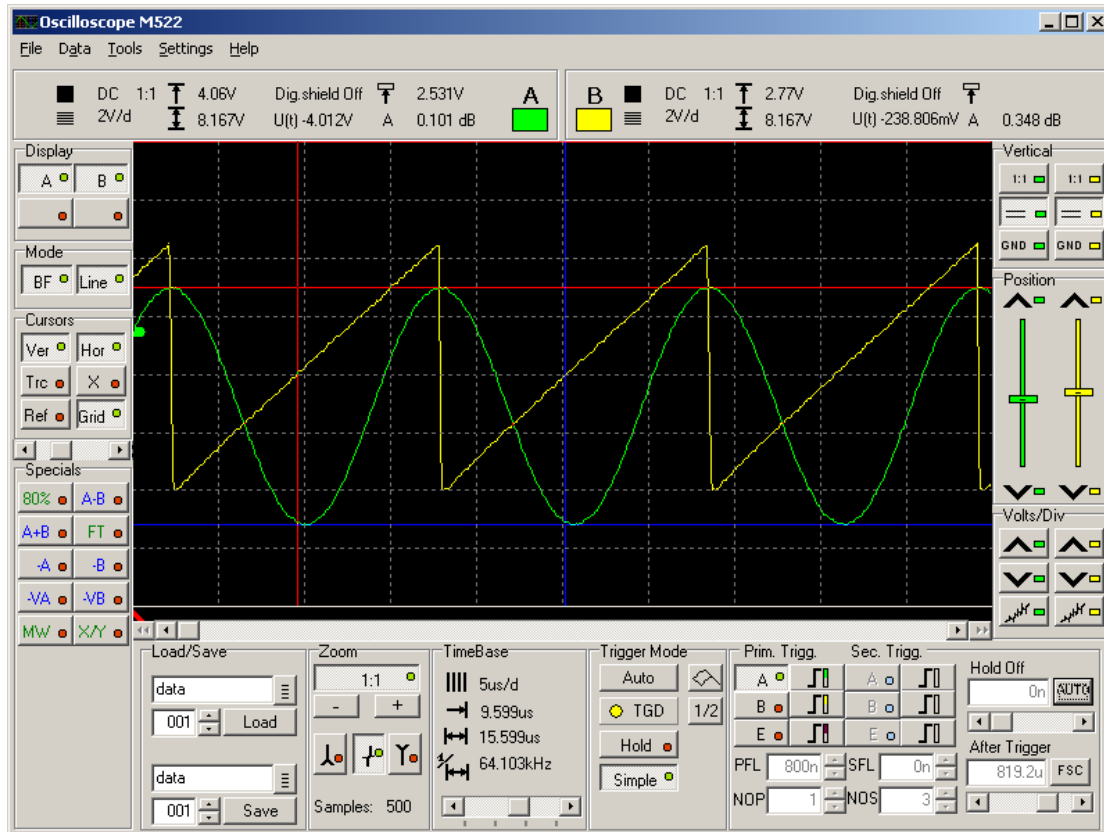 Oscilloscope M522
File Data Tools Settings Help
DC 1:1 4.06V Dig.shield Off 2.531V A
2V/d 8.167V U(t) -4.012V A 0.101 dB
B DC 1:1 2.77V Dig.shield Off
2V/d 8.167V U(t) -238.806mV A 0.348 dB
Display
A B
Mode
BF Line
Cursors
Ver Hor
Trc X
Ref Grid
Specials
80% A-B
A+B FT
-A -B
-VA -VB
MW X/Y
Vertical
1:1 1:1
GND GND
Position
Volts/Div
Load/Save
data
001 Load
data
001 Save
Zoom
1:1
- +
Samples: 500
TimeBase
5us/d
9.599us
15.599us
64.103kHz
Trigger Mode
Auto
TGD 1/2
Hold
Simple
Prim. Trigg. Sec. Trigg.
A A
B B
E E
PFL 800n SFL 0n
NOP 1 NOS 3
Hold Off
0n AUTO
After Trigger
819.2u FSC